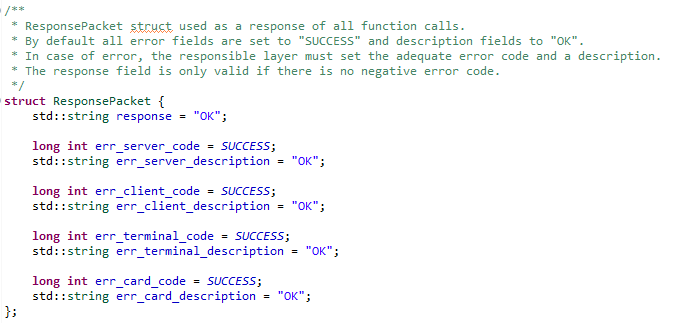 /**
 * ResponsePacket struct used as a response of all function calls.
 * By default all error fields are set to "SUCCESS" and description fields to "OK".
 * In case of error, the responsible layer must set the adequate error code and a description.
 * The response field is only valid if there is no negative error code.
 */
struct ResponsePacket {
    std::string response = "OK";

    long int err_server_code = SUCCESS;
    std::string err_server_description = "OK";

    long int err_client_code = SUCCESS;
    std::string err_client_description = "OK";

    long int err_terminal_code = SUCCESS;
    std::string err_terminal_description = "OK";

    long int err_card_code = SUCCESS;
    std::string err_card_description = "OK";
};